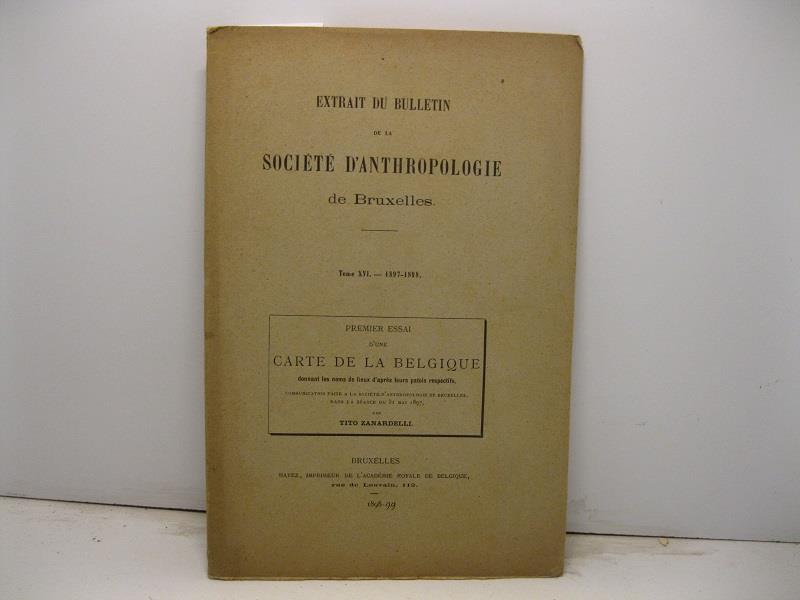 EXTRAIT DU BULLETIN
DE LA
SOCIÉTÉ D'ANTHROPOLOGIE
de Bruxelles.
Tome XVI. — 1897-1898.
PREMIER ESSAI
D'UNE
CARTE DE LA BELGIQUE
donnant les noms de lieux d'après leurs patois respectifs,
COMMUNICATION FAITE A LA SOCIÉTÉ D'ANTHROPOLOGIE DE BRUXELLES,
DANS LA SÉANCE DU 31 MAI 1897,
PAR
TITO ZANARDELLI.
BRUXELLES
HAYEZ, IMPRIMEUR DE L'ACADÉMIE ROYALE DE BELGIQUE,
rue de Louvain, 112.
1898-99